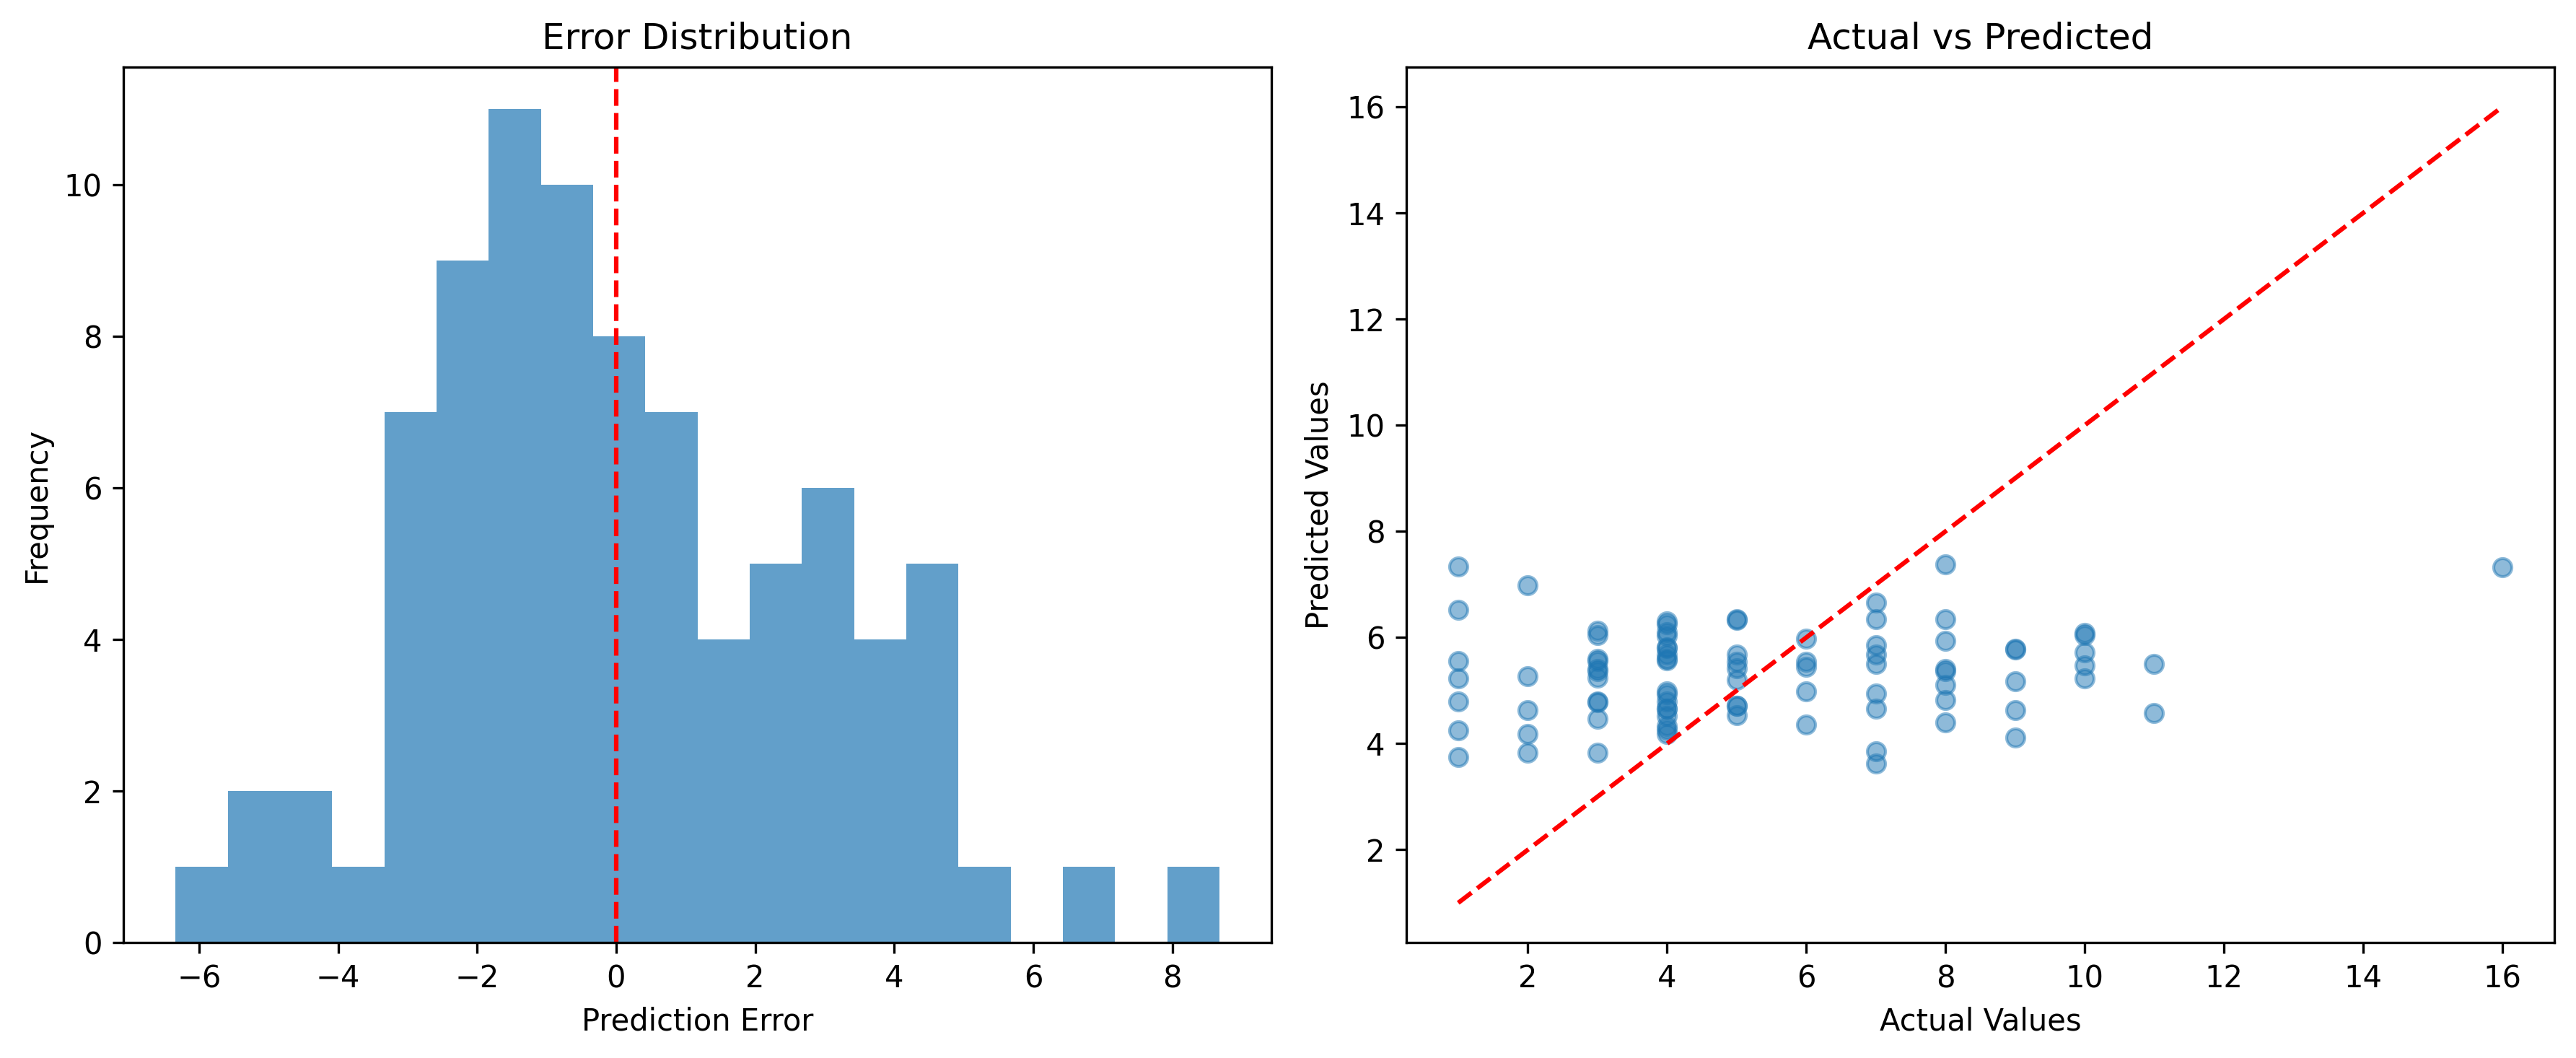 Error Distribution
Frequency
10
8
6
4
2
0
−6 −4 −2 0 2 4 6 8
Prediction Error
Actual vs Predicted
Predicted Values
16
14
12
10
8
6
4
2
2 4 6 8 10 12 14 16
Actual Values